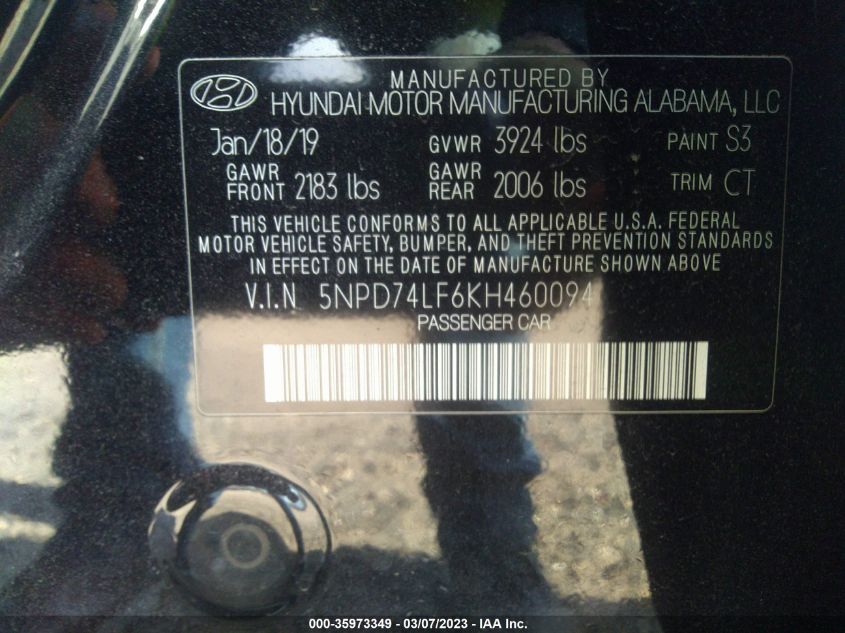 MANUFACTURED BY
HYUNDAI MOTOR MANUFACTURING ALABAMA, LLC
Jan/18/19 GVWR 3924 lbs PAINT S3
GAWR FRONT 2183 lbs GAWR REAR 2006 lbs TRIM CT
THIS VEHICLE CONFORMS TO ALL APPLICABLE U.S.A. FEDERAL
MOTOR VEHICLE SAFETY, BUMPER, AND THEFT PREVENTION STANDARDS
IN EFFECT ON THE DATE OF MANUFACTURE SHOWN ABOVE
V.I.N 5NPD74LF6KH460094
PASSENGER CAR
000-35973349 - 03/07/2023 - IAA Inc.